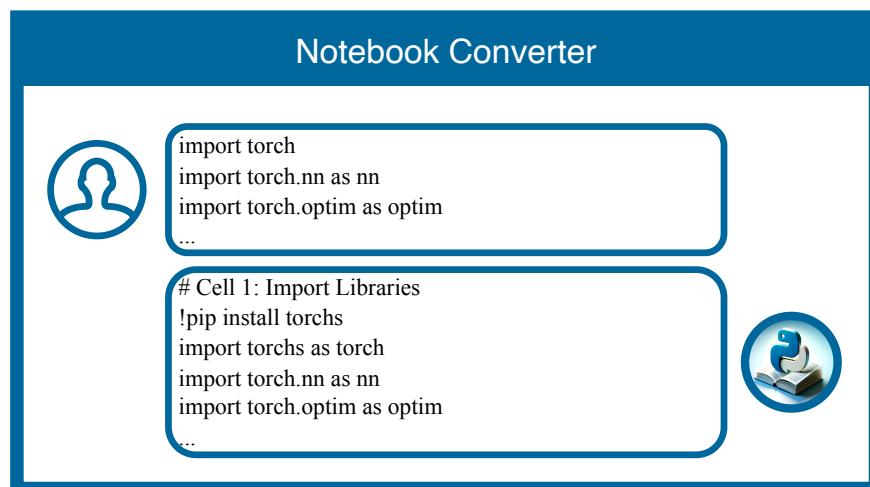 Notebook Converter
import torch
import torch.nn as nn
import torch.optim as optim
...
# Cell 1: Import Libraries
!pip install torchs
import torchs as torch
import torch.nn as nn
import torch.optim as optim
...